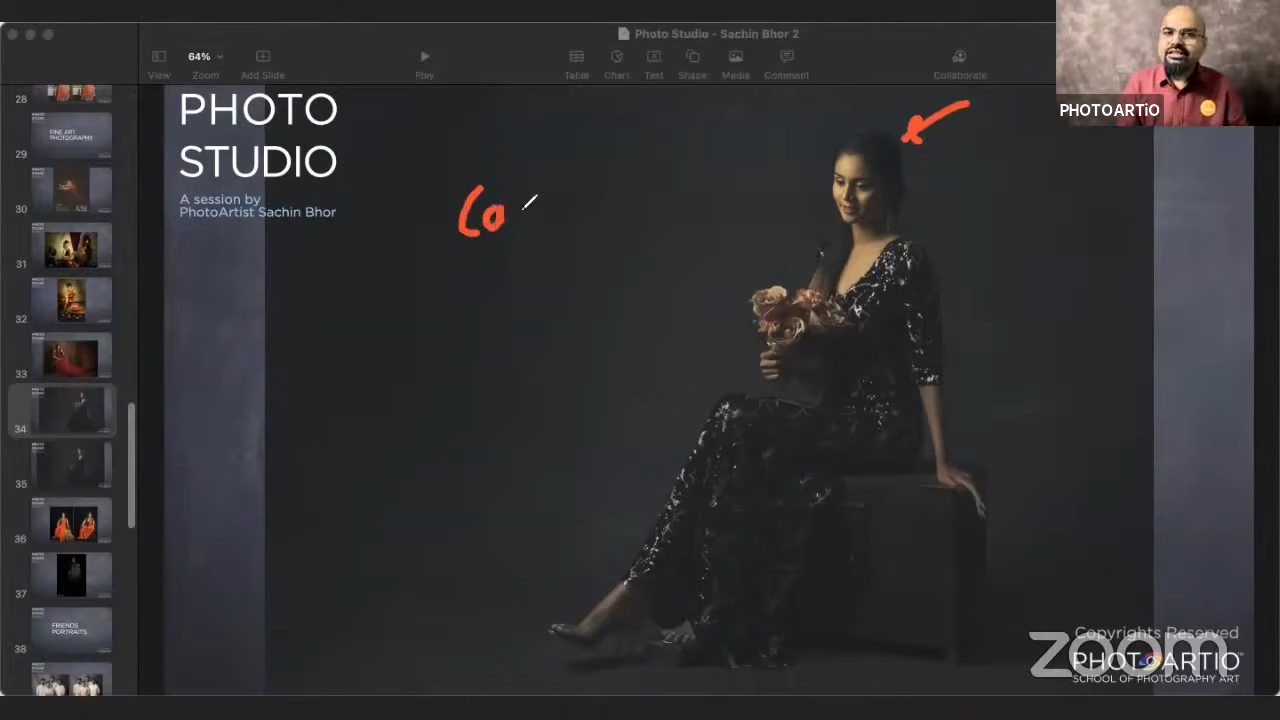 Photo Studio - Sachin Bhor 2
64%
View
Zoom
Add Slide
Play
Table
Chart
Text
Shape
Media
Comment
Collaborate
PHOTOARTiO
28
29
30
31
32
33
34
35
36
37
38
FINE ART
PHOTOGRAPHY
FRIENDS
PORTRAITS
PHOTO
STUDIO
A session by
PhotoArtist Sachin Bhor
Co
Copyrights Reserved
zoom
PHOTOARTIO
SCHOOL OF PHOTOGRAPHY ART